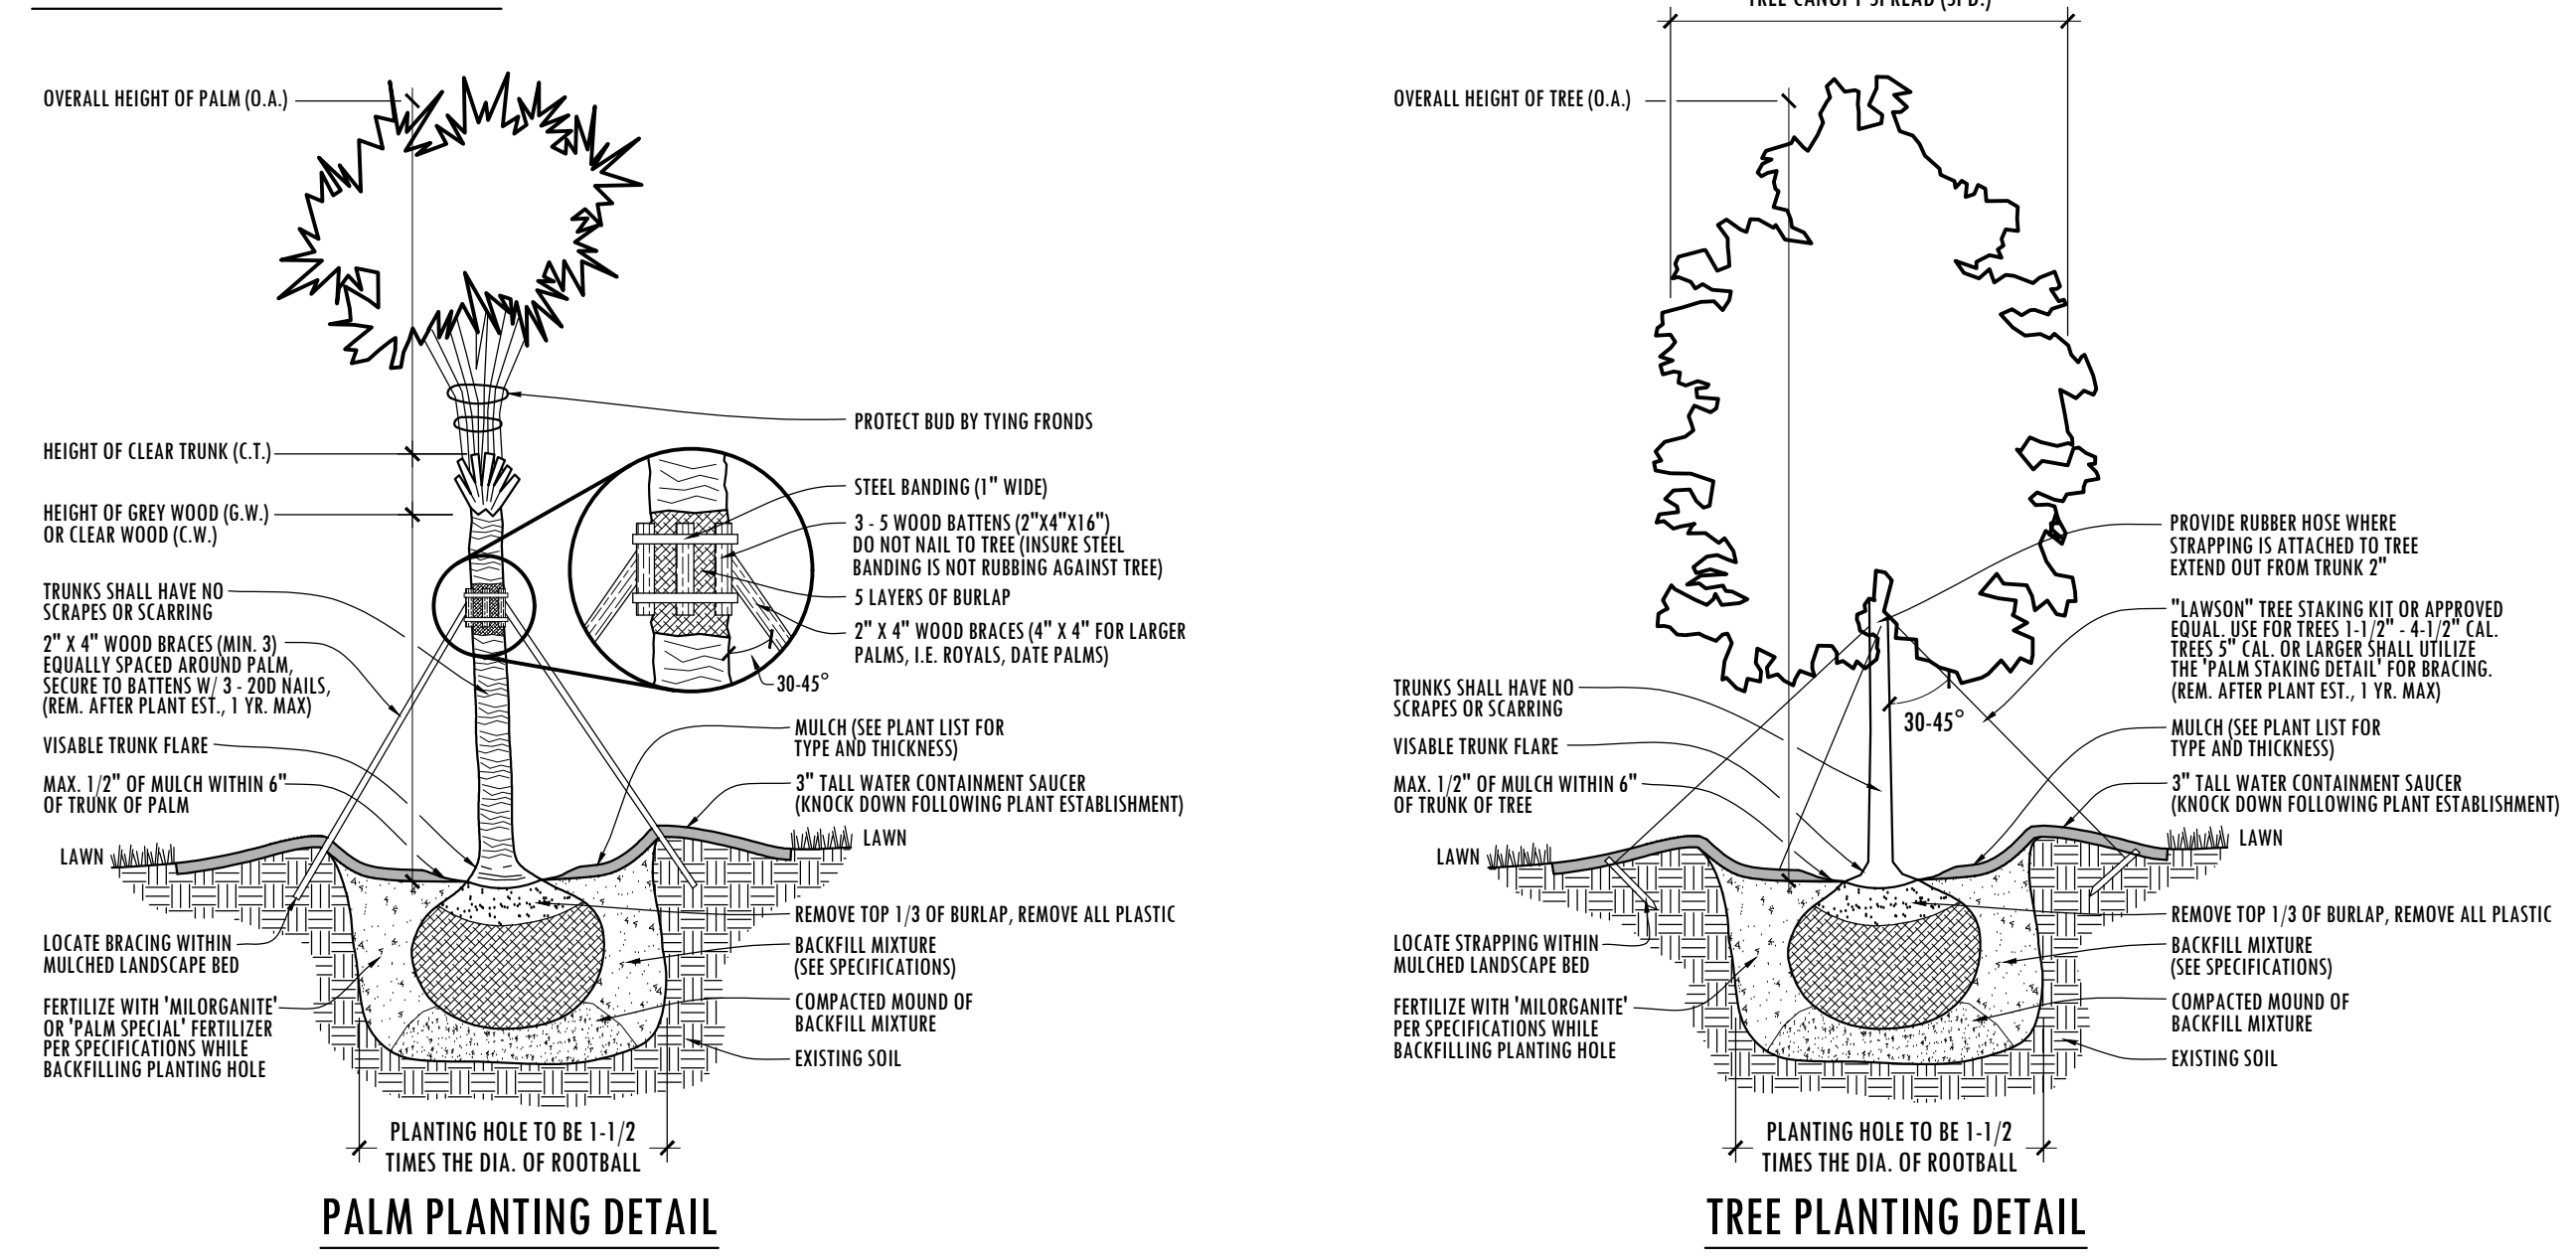 OVERALL HEIGHT OF PALM (O.A.)
HEIGHT OF CLEAR TRUNK (C.T.)
HEIGHT OF GREY WOOD (G.W.)
OR CLEAR WOOD (C.W.)
TRUNKS SHALL HAVE NO
SCRAPES OR SCARRING
2" X 4" WOOD BRACES (MIN. 3)
EQUALLY SPACED AROUND PALM,
SECURE TO BATTENS W/ 3 - 20D NAILS,
(REM. AFTER PLANT EST., 1 YR. MAX)
VISABLE TRUNK FLARE
MAX. 1/2" OF MULCH WITHIN 6"
OF TRUNK OF PALM
LAWN
LOCATE BRACING WITHIN
MULCHED LANDSCAPE BED
FERTILIZE WITH 'MILORGANITE'
OR 'PALM SPECIAL' FERTILIZER
PER SPECIFICATIONS WHILE
BACKFILLING PLANTING HOLE
PROTECT BUD BY TYING FRONDS
STEEL BANDING (1" WIDE)
3 - 5 WOOD BATTENS (2"X4"X16")
DO NOT NAIL TO TREE (INSURE STEEL
BANDING IS NOT RUBBING AGAINST TREE)
5 LAYERS OF BURLAP
2" X 4" WOOD BRACES (4" X 4" FOR LARGER
PALMS, I.E. ROYALS, DATE PALMS)
30-45°
MULCH (SEE PLANT LIST FOR
TYPE AND THICKNESS)
3" TALL WATER CONTAINMENT SAUCER
(KNOCK DOWN FOLLOWING PLANT ESTABLISHMENT)
LAWN
REMOVE TOP 1/3 OF BURLAP, REMOVE ALL PLASTIC
BACKFILL MIXTURE
(SEE SPECIFICATIONS)
COMPACTED MOUND OF
BACKFILL MIXTURE
EXISTING SOIL
PLANTING HOLE TO BE 1-1/2
TIMES THE DIA. OF ROOTBALL
PALM PLANTING DETAIL
TREE CANOPY SPREAD (SPD.)
OVERALL HEIGHT OF TREE (O.A.)
TRUNKS SHALL HAVE NO
SCRAPES OR SCARRING
VISABLE TRUNK FLARE
MAX. 1/2" OF MULCH WITHIN 6"
OF TRUNK OF TREE
LAWN
LOCATE STRAPPING WITHIN
MULCHED LANDSCAPE BED
FERTILIZE WITH 'MILORGANITE'
PER SPECIFICATIONS WHILE
BACKFILLING PLANTING HOLE
PROVIDE RUBBER HOSE WHERE
STRAPPING IS ATTACHED TO TREE
EXTEND OUT FROM TRUNK 2"
"LAWSON" TREE STAKING KIT OR APPROVED
EQUAL. USE FOR TREES 1-1/2" - 4-1/2" CAL.
TREES 5" CAL. OR LARGER SHALL UTILIZE
THE 'PALM STAKING DETAIL' FOR BRACING.
(REM. AFTER PLANT EST., 1 YR. MAX)
30-45°
MULCH (SEE PLANT LIST FOR
TYPE AND THICKNESS)
3" TALL WATER CONTAINMENT SAUCER
(KNOCK DOWN FOLLOWING PLANT ESTABLISHMENT)
LAWN
REMOVE TOP 1/3 OF BURLAP, REMOVE ALL PLASTIC
BACKFILL MIXTURE
(SEE SPECIFICATIONS)
COMPACTED MOUND OF
BACKFILL MIXTURE
EXISTING SOIL
PLANTING HOLE TO BE 1-1/2
TIMES THE DIA. OF ROOTBALL
TREE PLANTING DETAIL